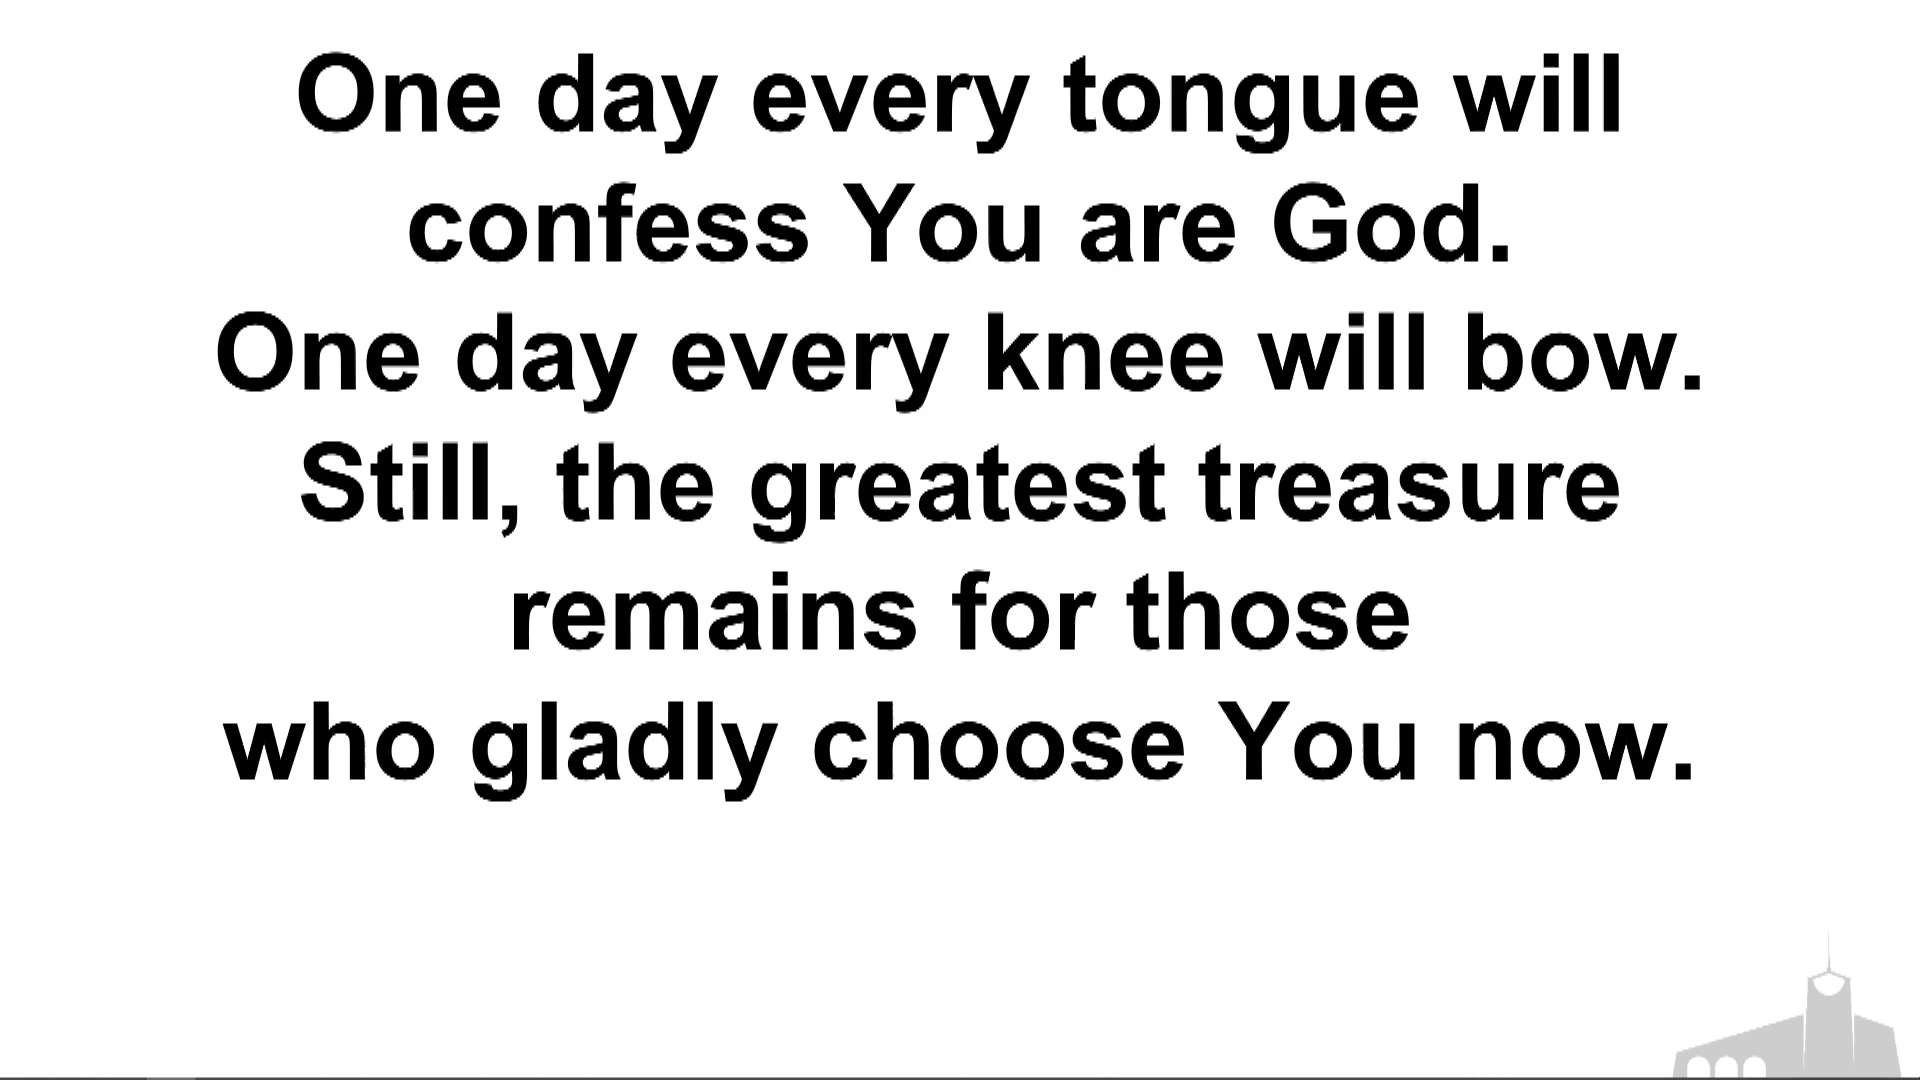 One day every tongue will
confess You are God.
One day every knee will bow.
Still, the greatest treasure
remains for those
who gladly choose You now.